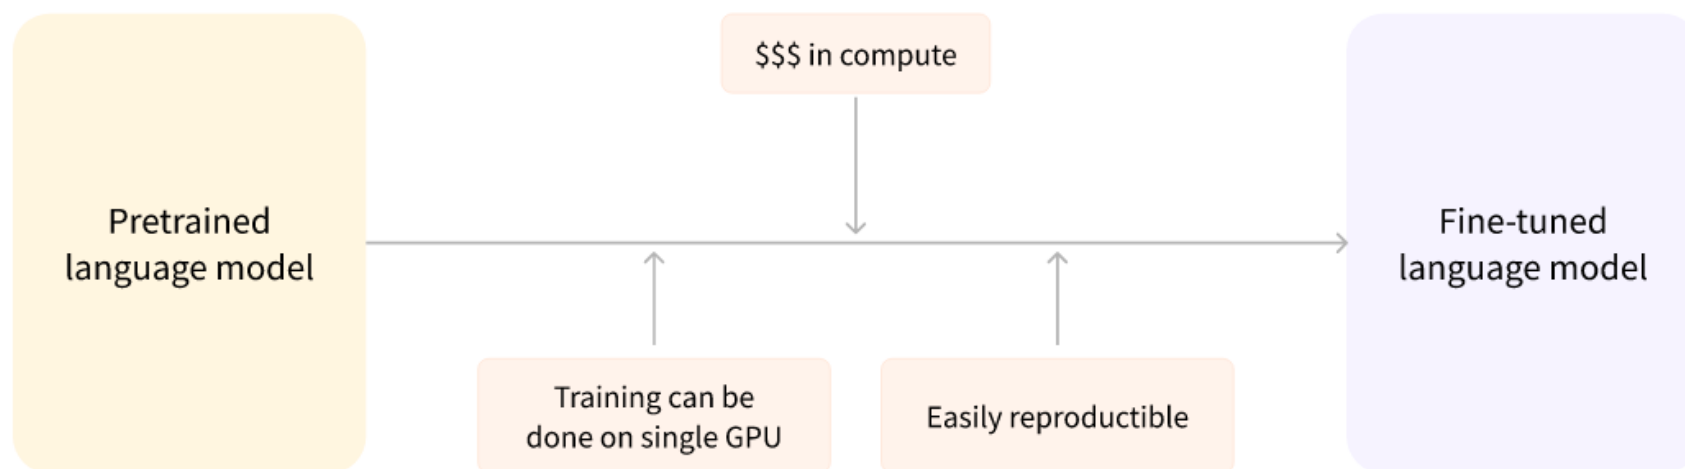 $$$ in compute
Pretrained
language model
Fine-tuned
language model
Training can be
done on single GPU
Easily reproductible